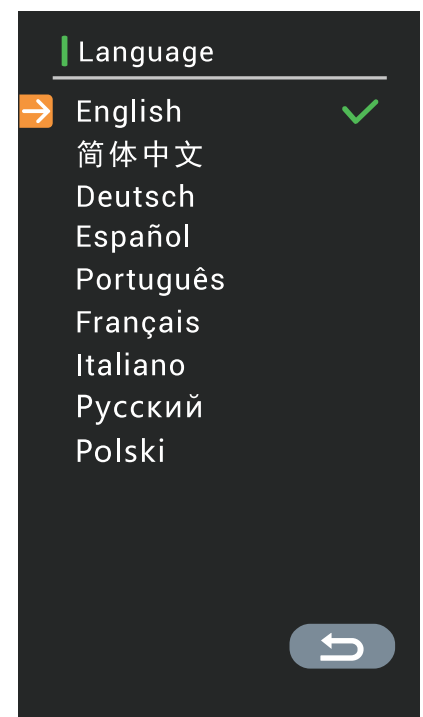 Language
English
简体中文
Deutsch
Español
Português
Français
Italiano
Русский
Polski